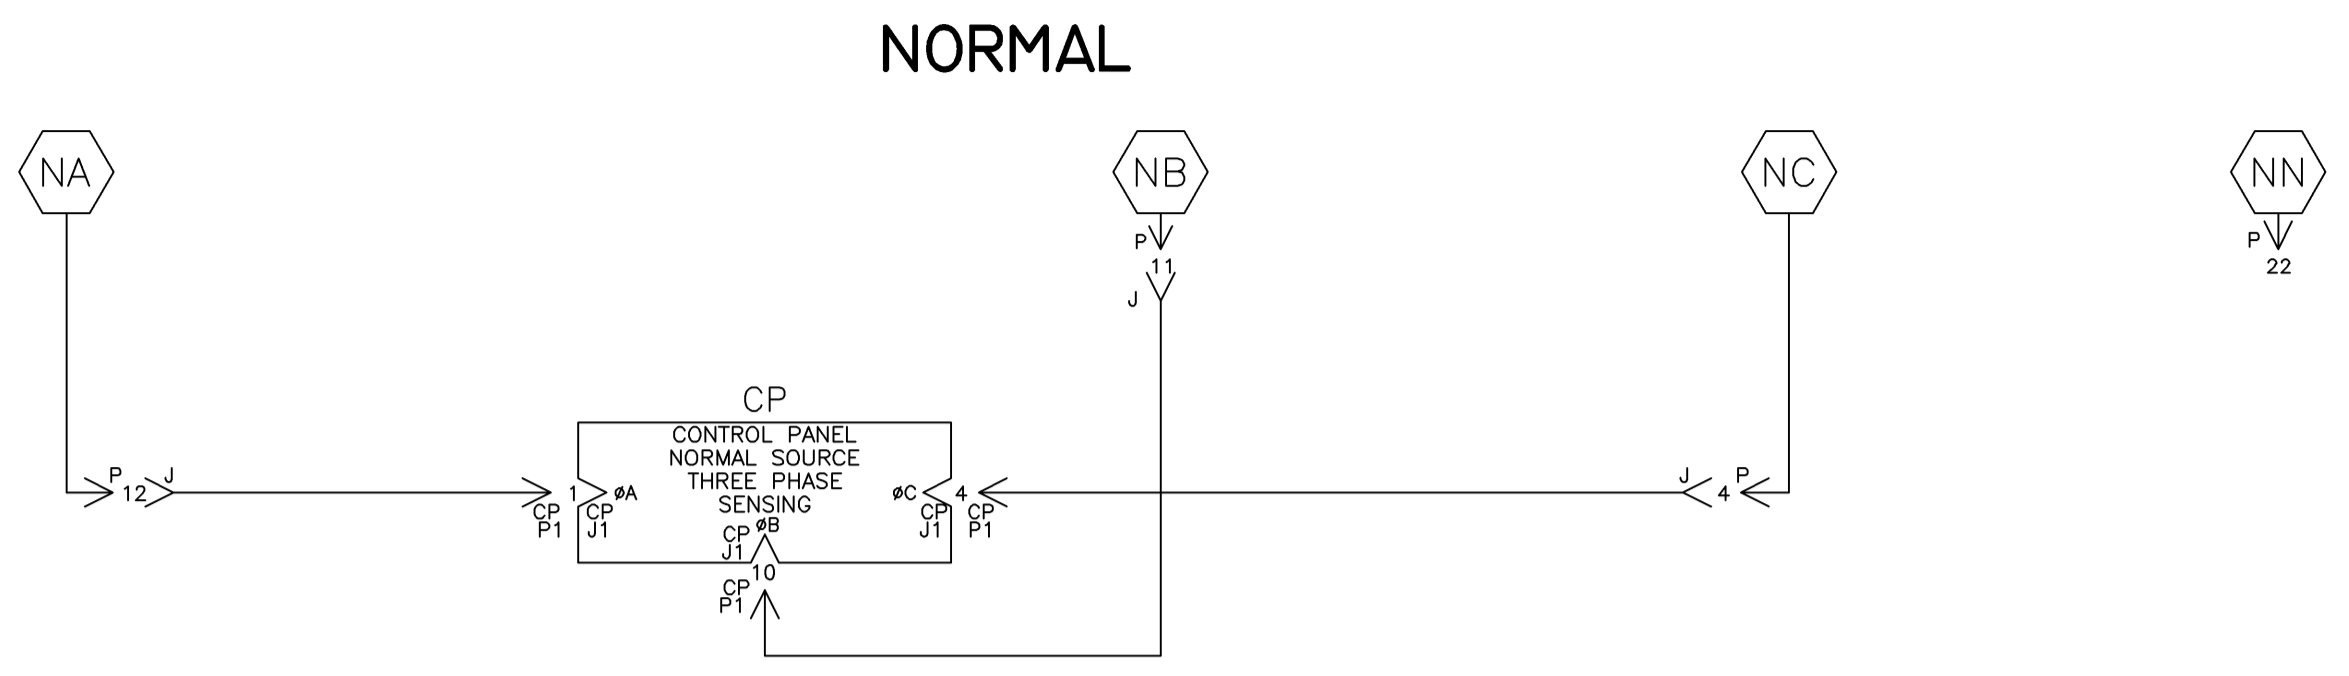 NORMAL
NA
NB
NC
NN
P
11
J
P
22
CP
CONTROL PANEL
NORMAL SOURCE
THREE PHASE
SENSING
P
12
J
1
øA
CP
P1
CP
J1
øC
4
CP
J1
CP
P1
J
4
P
øB
CP
J1
10
CP
P1